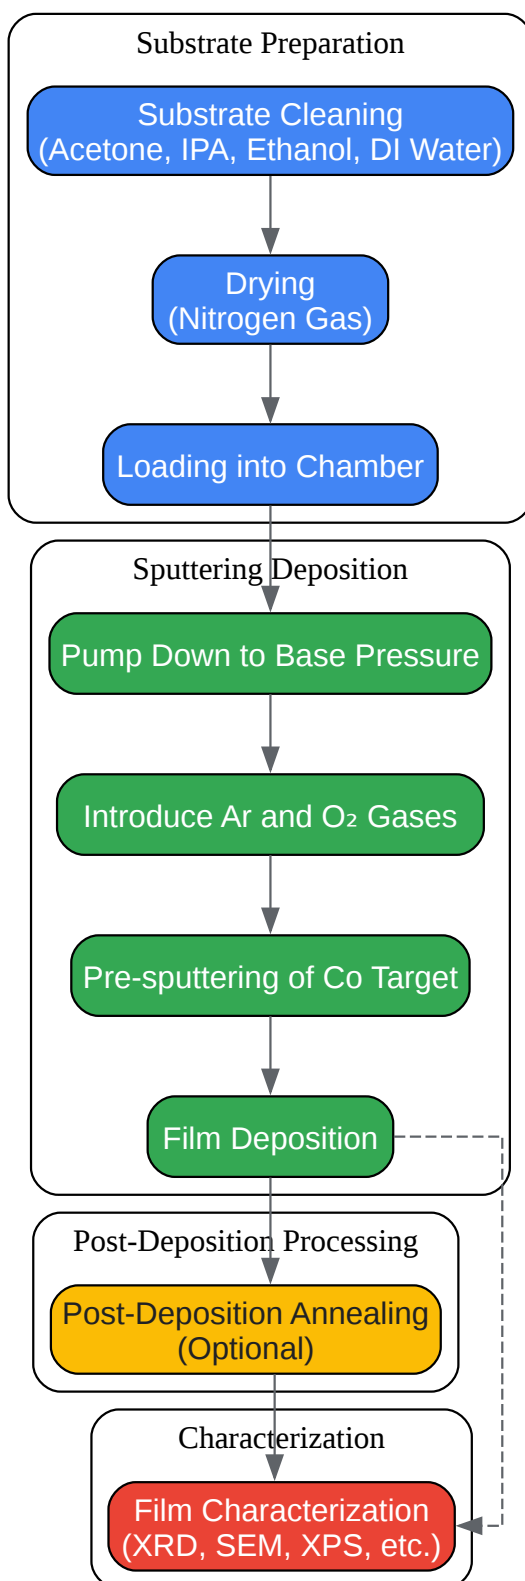 Substrate Preparation
Substrate Cleaning
(Acetone, IPA, Ethanol, DI Water)
Drying
(Nitrogen Gas)
Loading into Chamber
Sputtering Deposition
Pump Down to Base Pressure
Introduce Ar and O₂ Gases
Pre-sputtering of Co Target
Film Deposition
Post-Deposition Processing
Post-Deposition Annealing
(Optional)
Characterization
Film Characterization
(XRD, SEM, XPS, etc.)